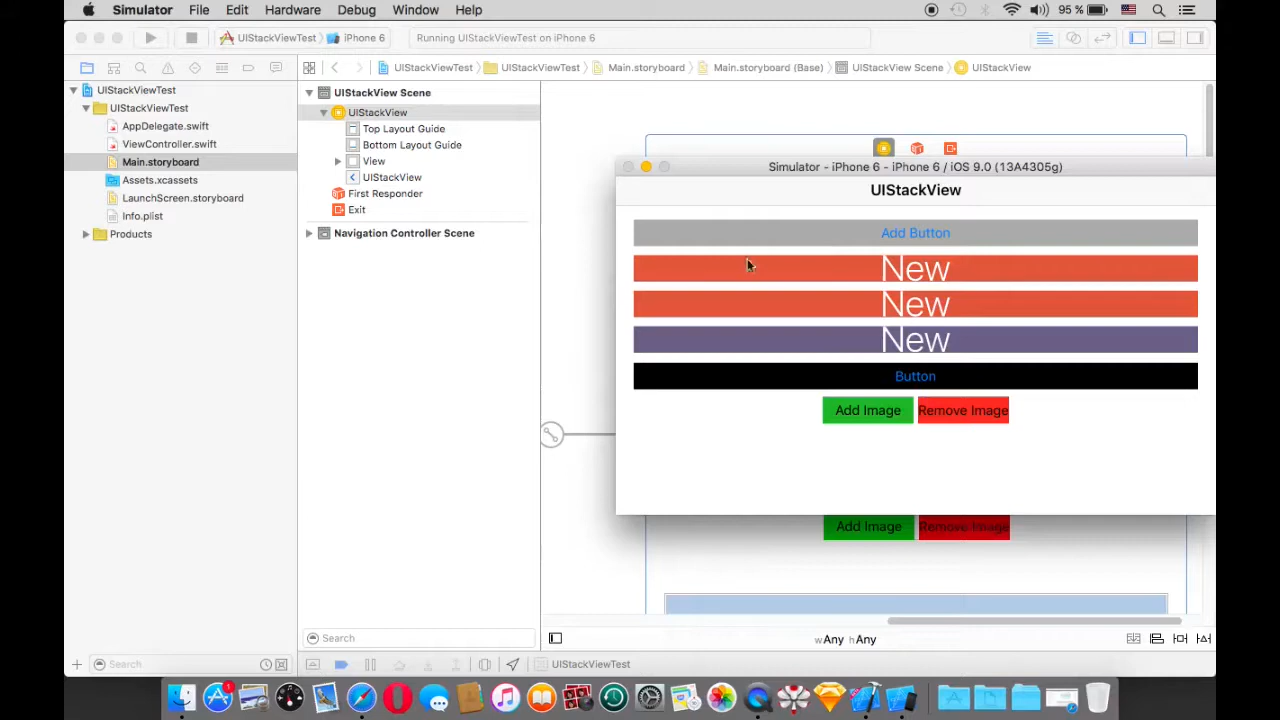 Simulator File Edit Hardware Debug Window Help 95 %
UIStackViewTest iPhone 6 Running UIStackViewTest on iPhone 6
UIStackViewTest UIStackViewTest Main.storyboard Main.storyboard (Base) UIStackView Scene UIStackView
UIStackViewTest
UIStackViewTest
AppDelegate.swift
ViewController.swift
Main.storyboard
Assets.xcassets
LaunchScreen.storyboard
Info.plist
Products
UIStackView Scene
UIStackView
Top Layout Guide
Bottom Layout Guide
View
UIStackView
First Responder
Exit
Navigation Controller Scene
Simulator - iPhone 6 - iPhone 6 / iOS 9.0 (13A4305g)
UIStackView
Add Button
New
New
New
Button
Add Image Remove Image
Add Image Remove Image
Search
wAny hAny
Search
UIStackViewTest
1